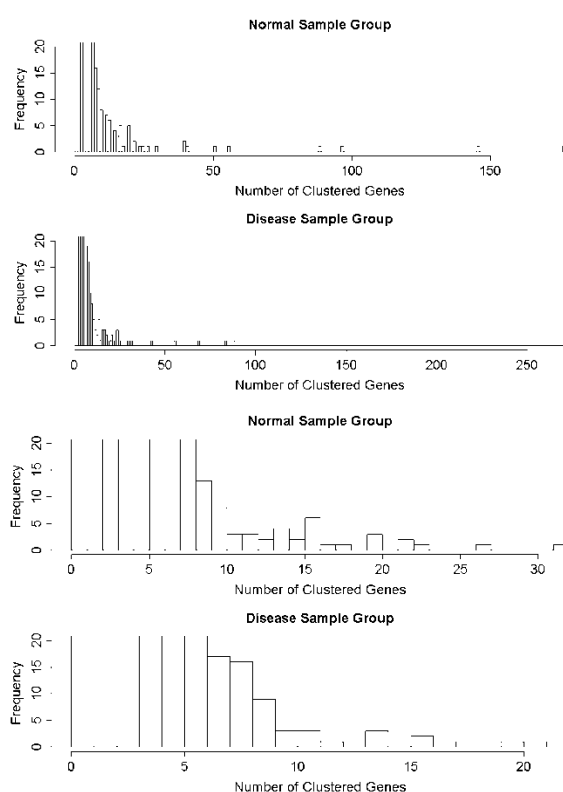 Normal Sample Group
Frequency
20
15
10
5
0
0 50 100 150
Number of Clustered Genes
Disease Sample Group
Frequency
20
15
10
5
0
0 50 100 150 200 250
Number of Clustered Genes
Normal Sample Group
Frequency
20
15
10
5
0
0 5 10 15 20 25 30
Number of Clustered Genes
Disease Sample Group
Frequency
20
15
10
5
0
0 5 10 15 20
Number of Clustered Genes